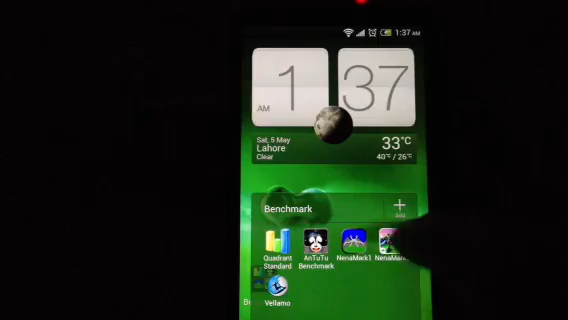 1:37 AM
AM 1 37
Sat, 5 May
Lahore
Clear
33°C
40°C / 26°C
Benchmark
Add
Quadrant
Standard
AnTuTu
Benchmark
NenaMark1
Vellamo